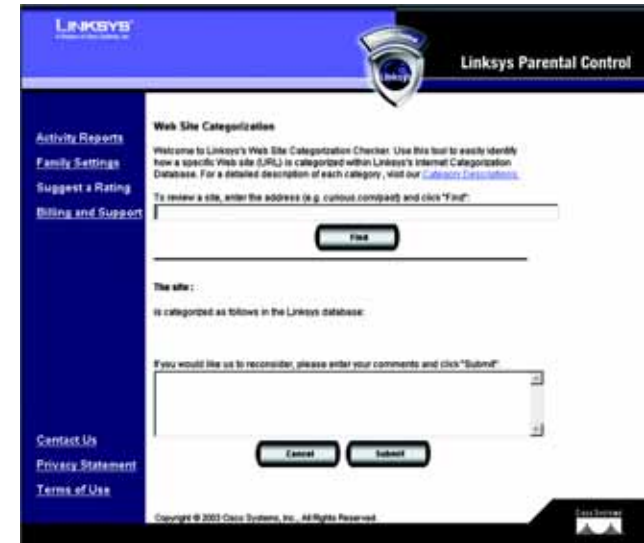 LINKSYS
Linksys
Linksys Parental Control
Activity Reports
Family Settings
Suggest a Rating
Billing and Support
Web Site Categorization
Welcome to Linksys's Web Site Categorization Checker. Use this tool to easily identify
how a specific Web site (URL) is categorized within Linksys's Internet Categorization
Database. For a detailed description of each category, visit our Category Descriptions.
To review a site, enter the address (e.g. curious.com/past) and click "Find":
Find
The site :
is categorized as follows in the Linksys database:
If you would like us to reconsider, please enter your comments and click "Submit".
Cancel
Submit
Contact Us
Privacy Statement
Terms of Use
Copyright © 2003 Cisco Systems, Inc., All Rights Reserved.
Cisco Systems